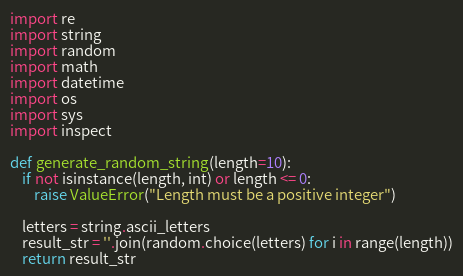 import re
import string
import random
import math
import datetime
import os
import sys
import inspect

def generate_random_string(length=10):
    if not isinstance(length, int) or length <= 0:
        raise ValueError("Length must be a positive integer")

    letters = string.ascii_letters
    result_str = ''.join(random.choice(letters) for i in range(length))
    return result_str